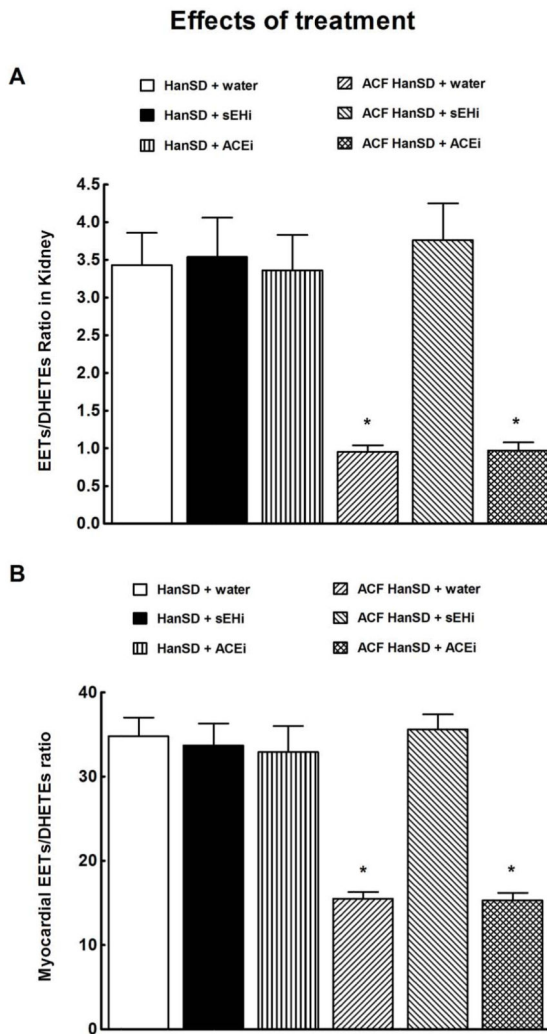 Effects of treatment
A
HanSD + water
ACF HanSD + water
HanSD + sEHi
ACF HanSD + sEHi
HanSD + ACEi
ACF HanSD + ACEi
EETs/DHETEs Ratio in Kidney
4.5
4.0
3.5
3.0
2.5
2.0
1.5
1.0
0.5
0.0
*
*
B
HanSD + water
ACF HanSD + water
HanSD + sEHi
ACF HanSD + sEHi
HanSD + ACEi
ACF HanSD + ACEi
Myocardial EETs/DHETEs ratio
40
30
20
10
0
*
*